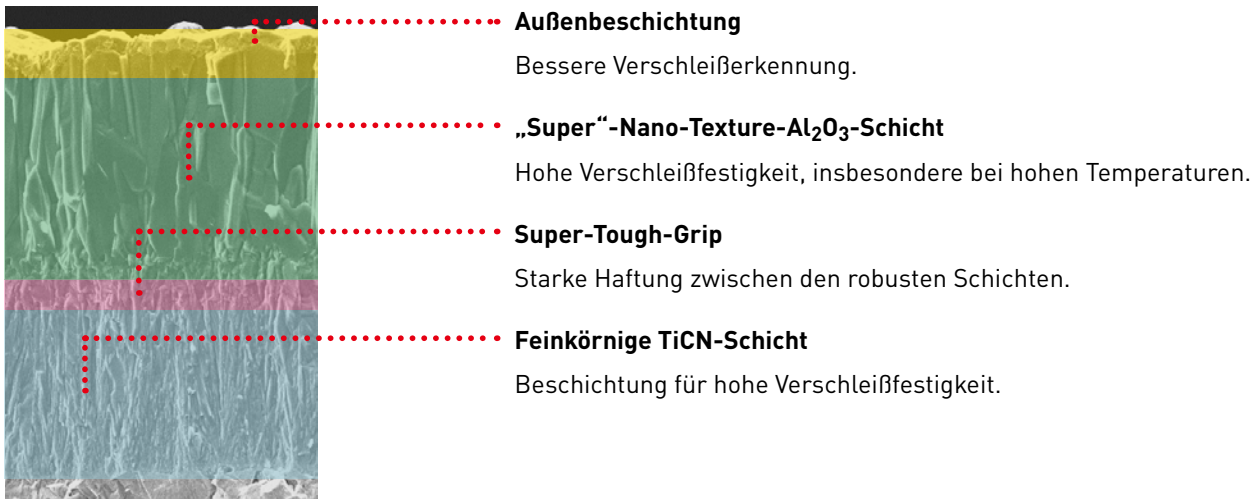 Außenbeschichtung
Bessere Verschleißerkennung.
„Super“-Nano-Texture-Al₂O₃-Schicht
Hohe Verschleißfestigkeit, insbesondere bei hohen Temperaturen.
Super-Tough-Grip
Starke Haftung zwischen den robusten Schichten.
Feinkörnige TiCN-Schicht
Beschichtung für hohe Verschleißfestigkeit.